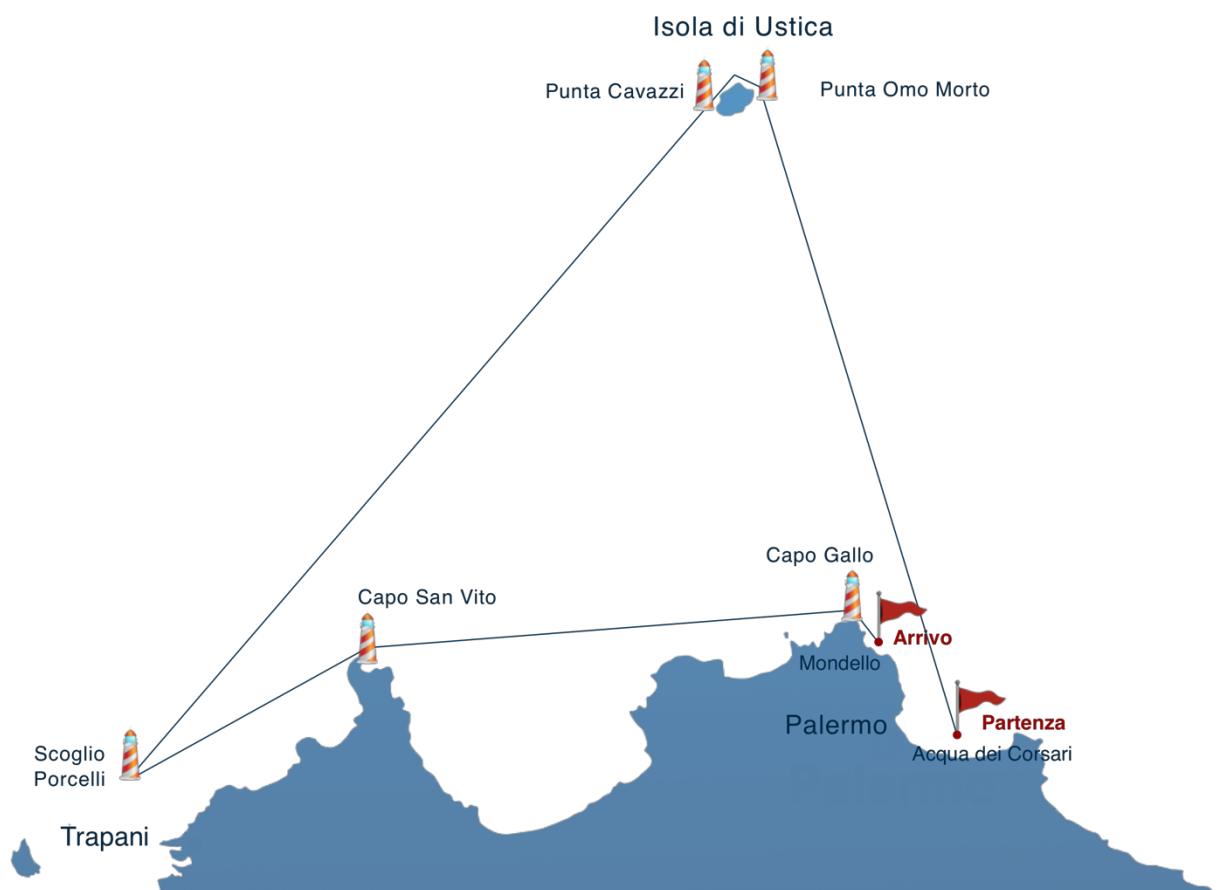 Isola di Ustica
Punta Cavazzi
Punta Omo Morto
Capo Gallo
Capo San Vito
Arrivo
Mondello
Partenza
Palermo
Acqua dei Corsari
Scoglio
Porcelli
Palermo
Trapani